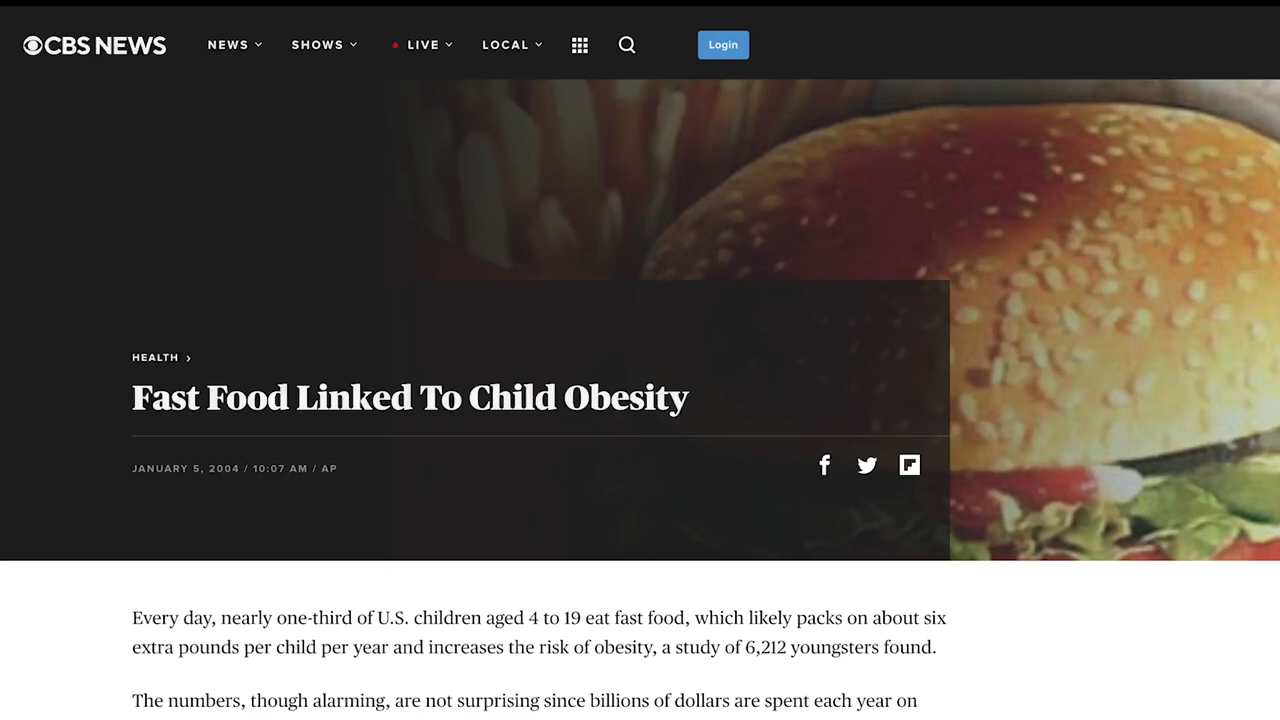 CBS NEWS
NEWS
SHOWS
LIVE
LOCAL
Login
HEALTH
Fast Food Linked To Child Obesity
JANUARY 5, 2004 / 10:07 AM / AP
Every day, nearly one-third of U.S. children aged 4 to 19 eat fast food, which likely packs on about six
extra pounds per child per year and increases the risk of obesity, a study of 6,212 youngsters found.
The numbers, though alarming, are not surprising since billions of dollars are spent each year on